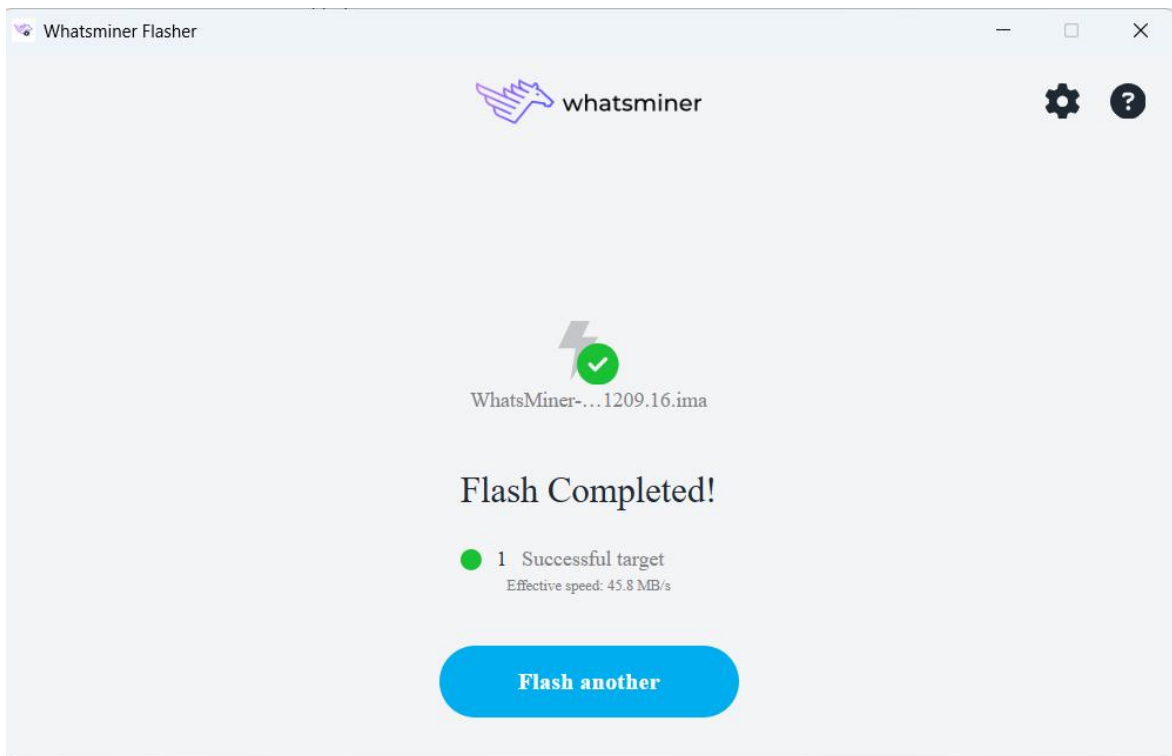 Whatsminer Flasher
whatsminer
WhatsMiner-…1209.16.ima
Flash Completed!
1 Successful target
Effective speed: 45.8 MB/s
Flash another